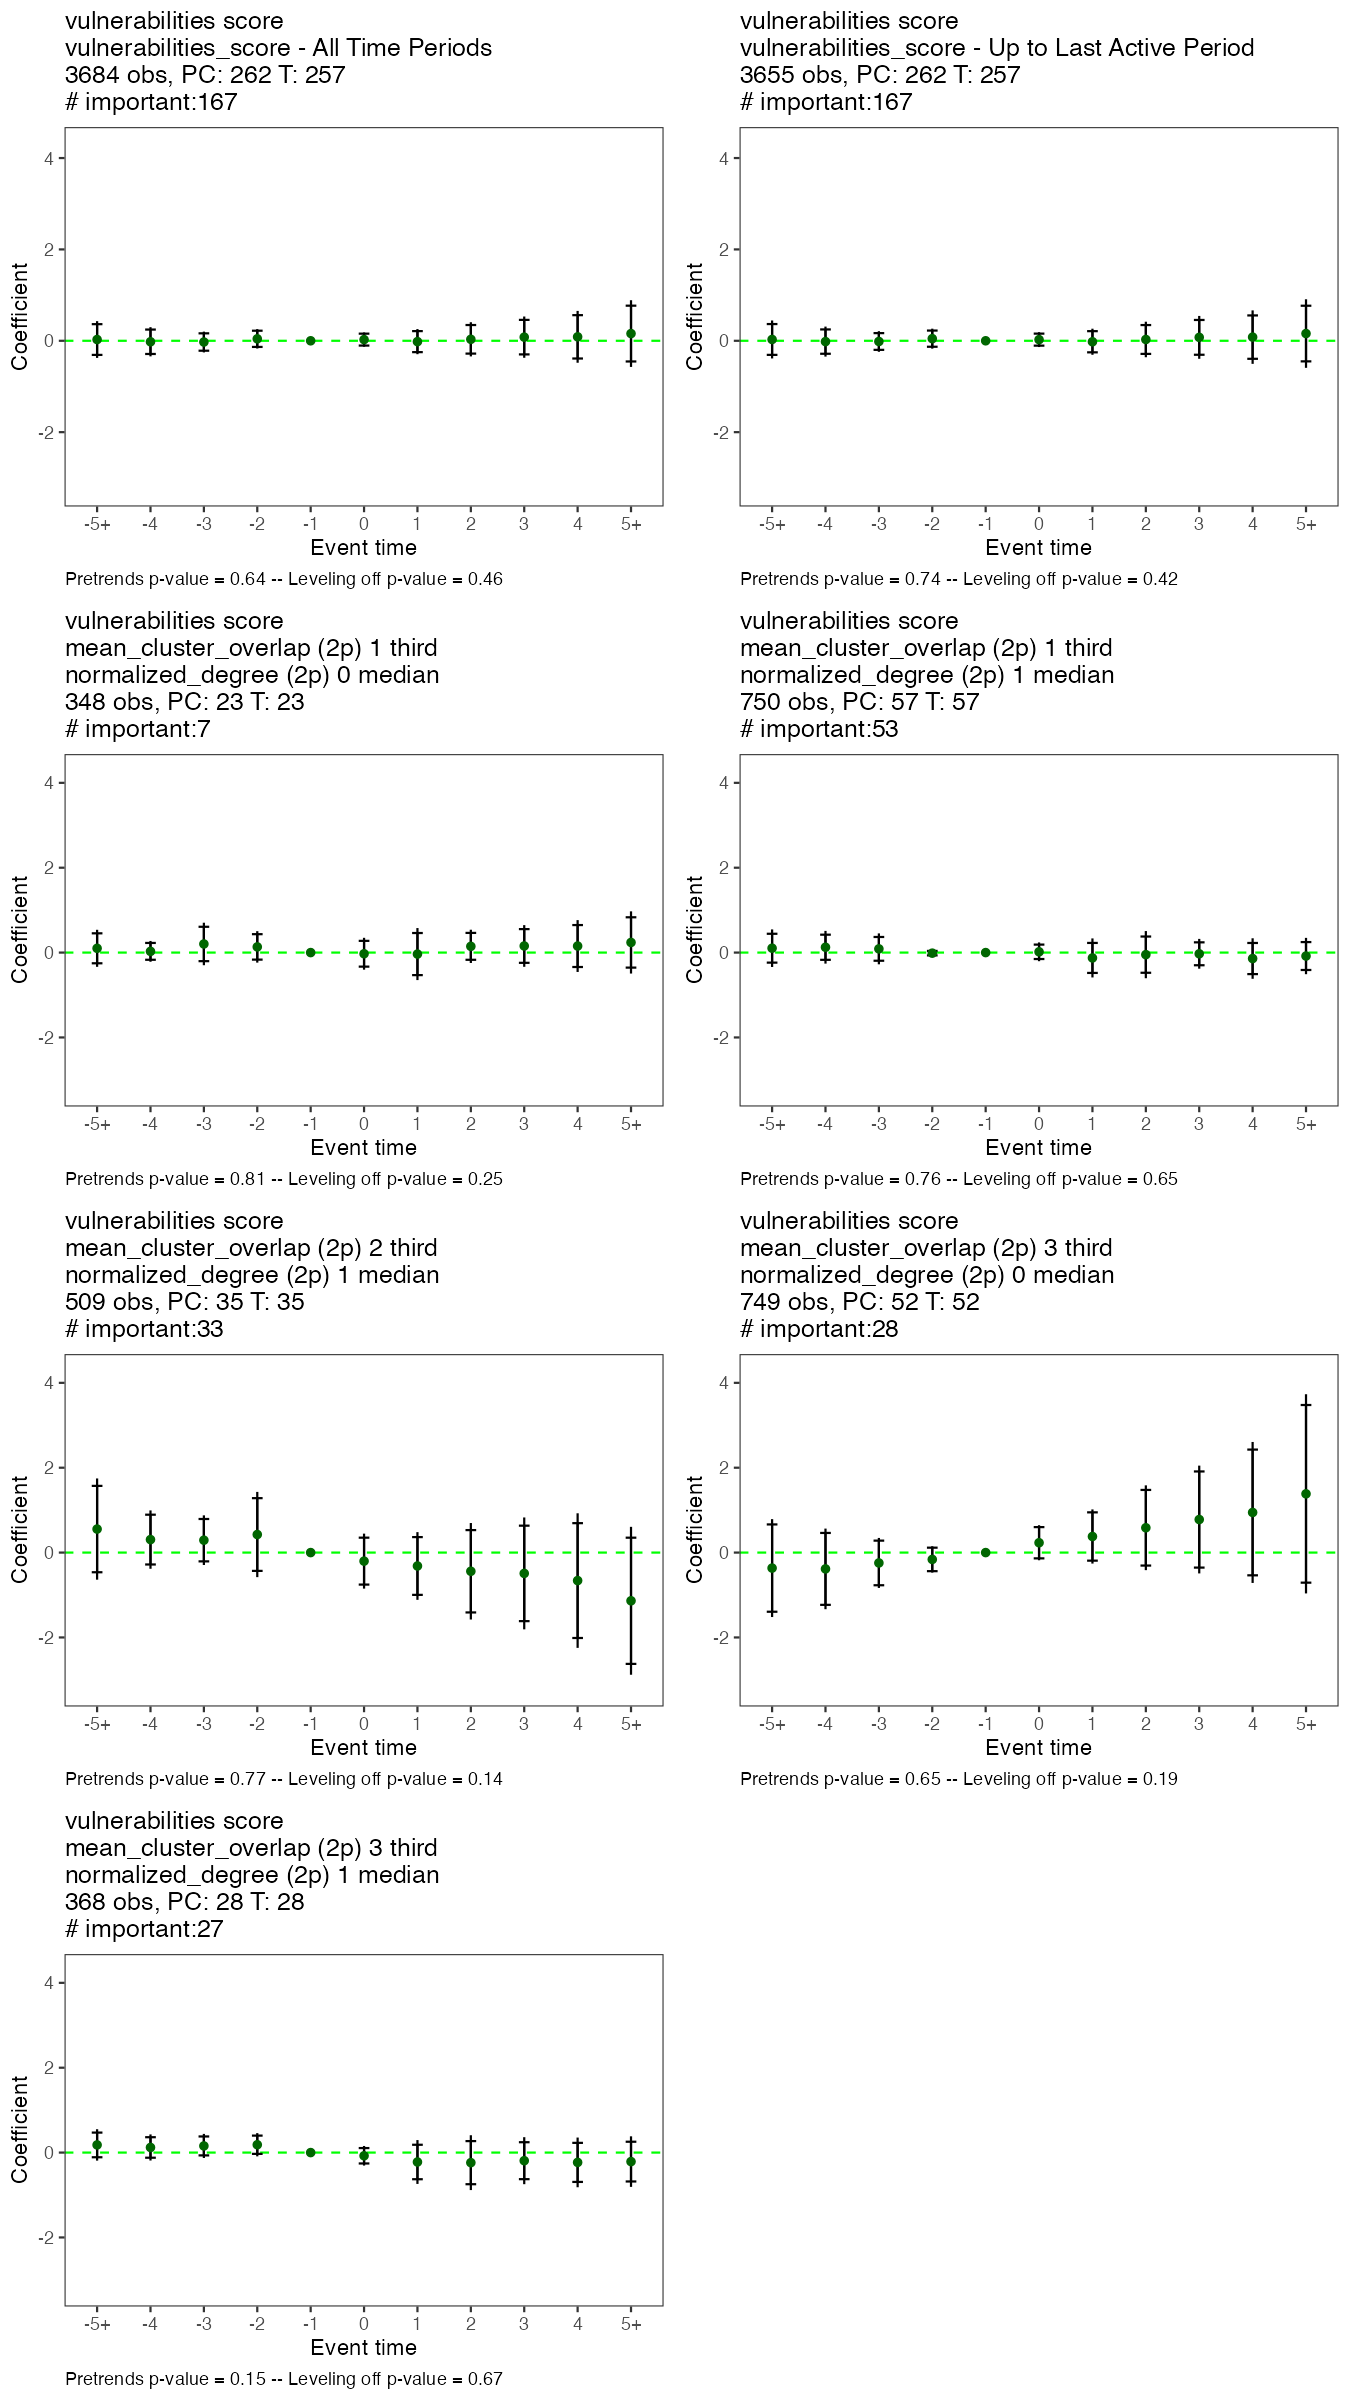 vulnerabilities score
vulnerabilities_score - All Time Periods
3684 obs, PC: 262 T: 257
# important:167
4
2
0
-2
Coefficient
-5+ -4 -3 -2 -1 0 1 2 3 4 5+
Event time
Pretrends p-value = 0.64 -- Leveling off p-value = 0.46
vulnerabilities score
vulnerabilities_score - Up to Last Active Period
3655 obs, PC: 262 T: 257
# important:167
4
2
0
-2
Coefficient
-5+ -4 -3 -2 -1 0 1 2 3 4 5+
Event time
Pretrends p-value = 0.74 -- Leveling off p-value = 0.42
vulnerabilities score
mean_cluster_overlap (2p) 1 third
normalized_degree (2p) 0 median
348 obs, PC: 23 T: 23
# important:7
4
2
0
-2
Coefficient
-5+ -4 -3 -2 -1 0 1 2 3 4 5+
Event time
Pretrends p-value = 0.81 -- Leveling off p-value = 0.25
vulnerabilities score
mean_cluster_overlap (2p) 1 third
normalized_degree (2p) 1 median
750 obs, PC: 57 T: 57
# important:53
4
2
0
-2
Coefficient
-5+ -4 -3 -2 -1 0 1 2 3 4 5+
Event time
Pretrends p-value = 0.76 -- Leveling off p-value = 0.65
vulnerabilities score
mean_cluster_overlap (2p) 2 third
normalized_degree (2p) 1 median
509 obs, PC: 35 T: 35
# important:33
4
2
0
-2
Coefficient
-5+ -4 -3 -2 -1 0 1 2 3 4 5+
Event time
Pretrends p-value = 0.77 -- Leveling off p-value = 0.14
vulnerabilities score
mean_cluster_overlap (2p) 3 third
normalized_degree (2p) 0 median
749 obs, PC: 52 T: 52
# important:28
4
2
0
-2
Coefficient
-5+ -4 -3 -2 -1 0 1 2 3 4 5+
Event time
Pretrends p-value = 0.65 -- Leveling off p-value = 0.19
vulnerabilities score
mean_cluster_overlap (2p) 3 third
normalized_degree (2p) 1 median
368 obs, PC: 28 T: 28
# important:27
4
2
0
-2
Coefficient
-5+ -4 -3 -2 -1 0 1 2 3 4 5+
Event time
Pretrends p-value = 0.15 -- Leveling off p-value = 0.67